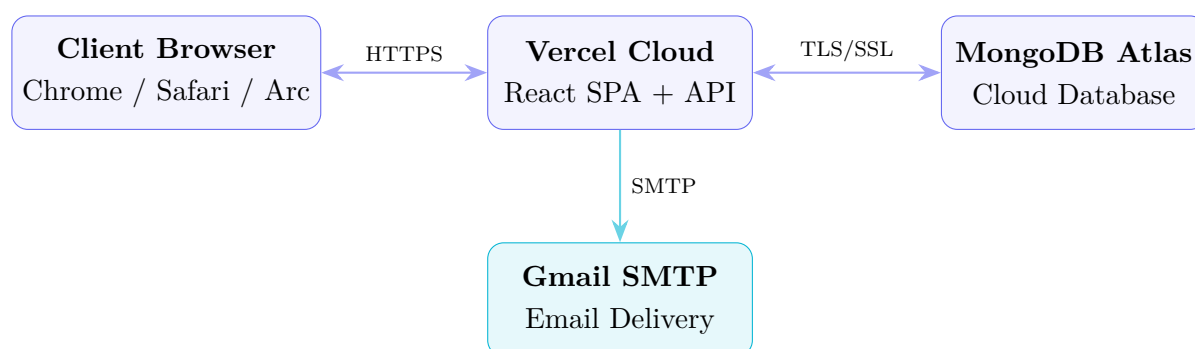 Client Browser
Chrome / Safari / Arc
HTTPS
Vercel Cloud
React SPA + API
TLS/SSL
MongoDB Atlas
Cloud Database
SMTP
Gmail SMTP
Email Delivery